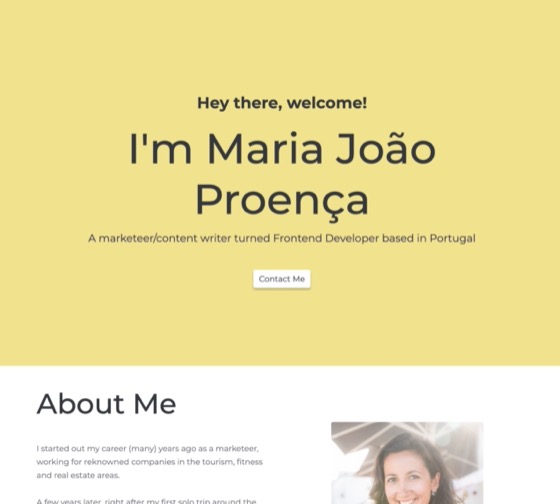 Hey there, welcome!
I'm Maria João
Proença
A marketeer/content writer turned Frontend Developer based in Portugal
Contact Me
About Me
I started out my career (many) years ago as a marketeer,
working for reknowned companies in the tourism, fitness
and real estate areas.
A few years later, right after my first solo trip around the